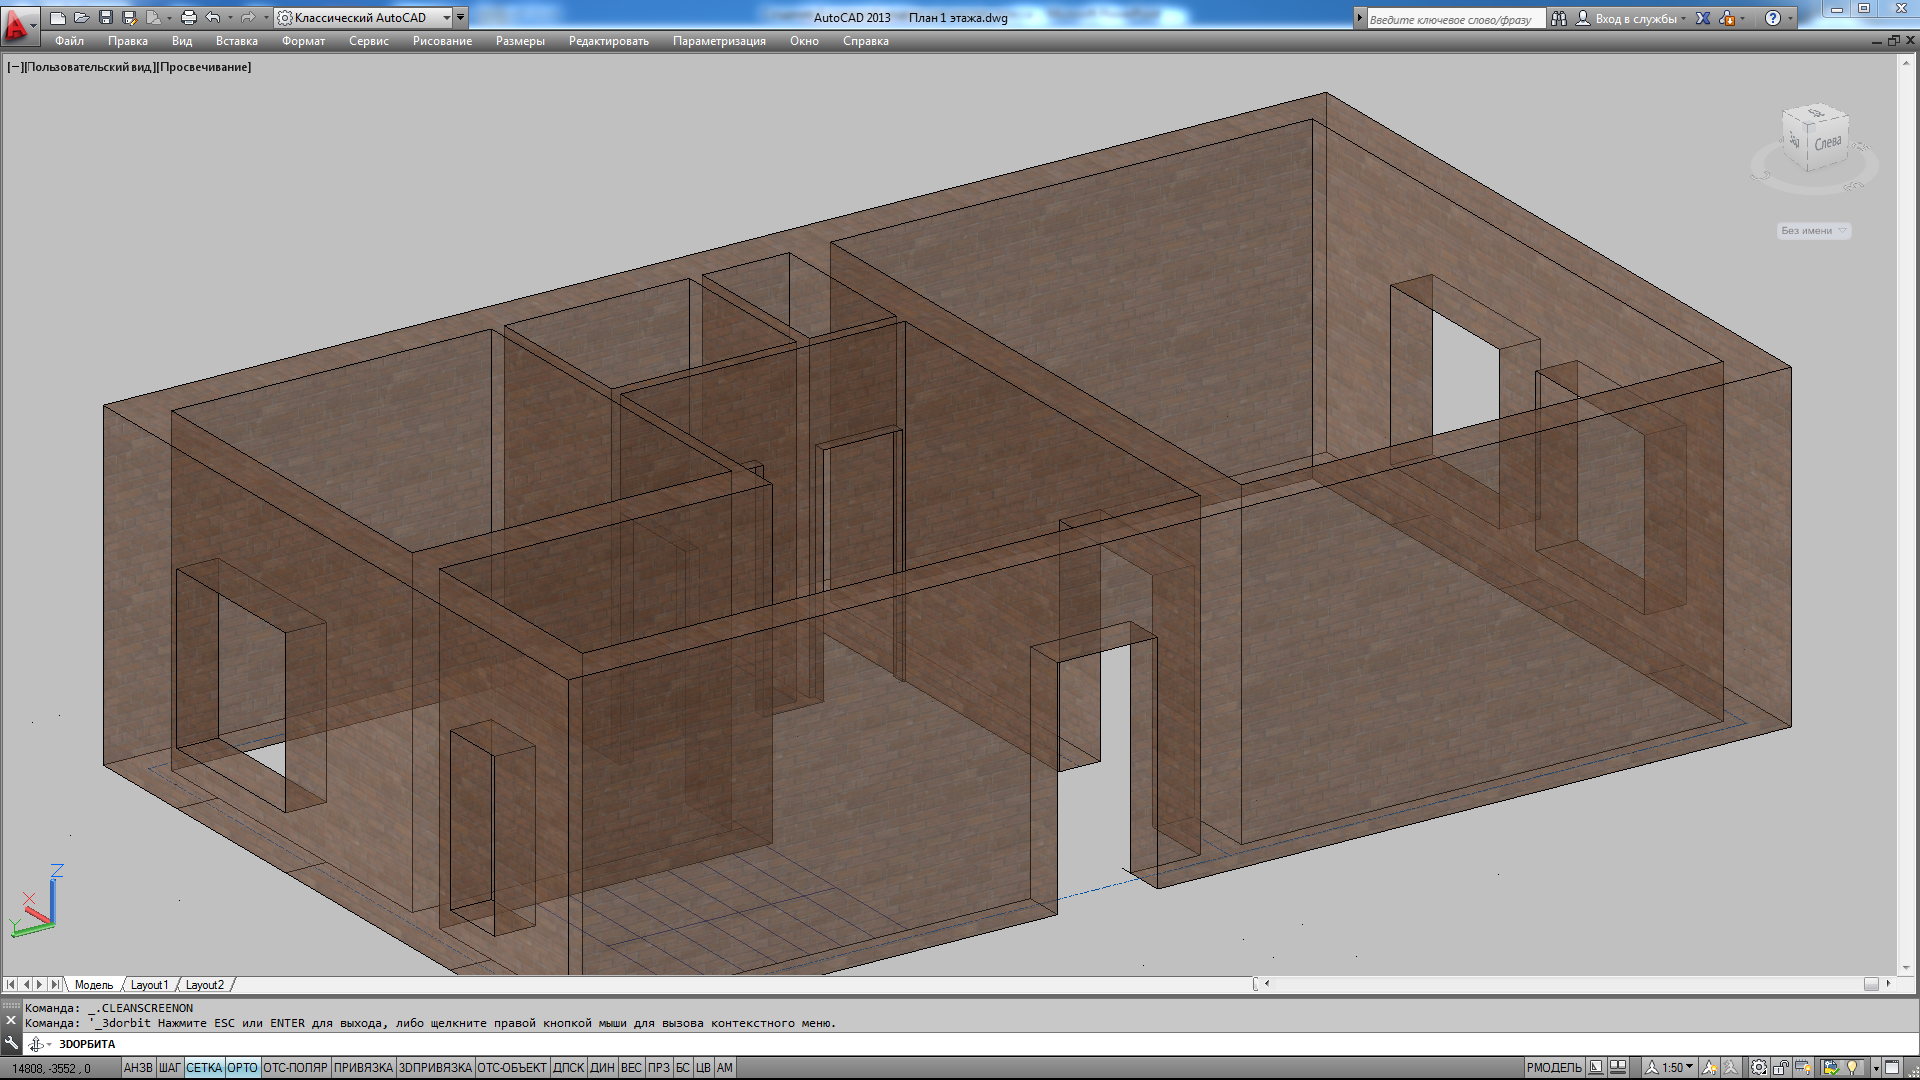 Классический AutoCAD
AutoCAD 2013 План 1 этажа.dwg
Введите ключевое слово/фразу
Вход в службы
Файл Правка Вид Вставка Формат Сервис Рисование Размеры Редактировать Параметризация Окно Справка
[−][Пользовательский вид][Просвечивание]
Слева
Без имени
Z
X
Y
Модель Layout1 Layout2
Команда: _.CLEANSCREENON
Команда: '_3dorbit Нажмите ESC или ENTER для выхода, либо щелкните правой кнопкой мыши для вызова контекстного меню.
3DОРБИТА
14808, -3552 , 0 АНЗВ ШАГ СЕТКА ОРТО ОТС-ПОЛЯР ПРИВЯЗКА 3DПРИВЯЗКА ОТС-ОБЪЕКТ ДПСК ДИН ВЕС ПРЗ БС ЦВ АМ РМОДЕЛЬ 1:50